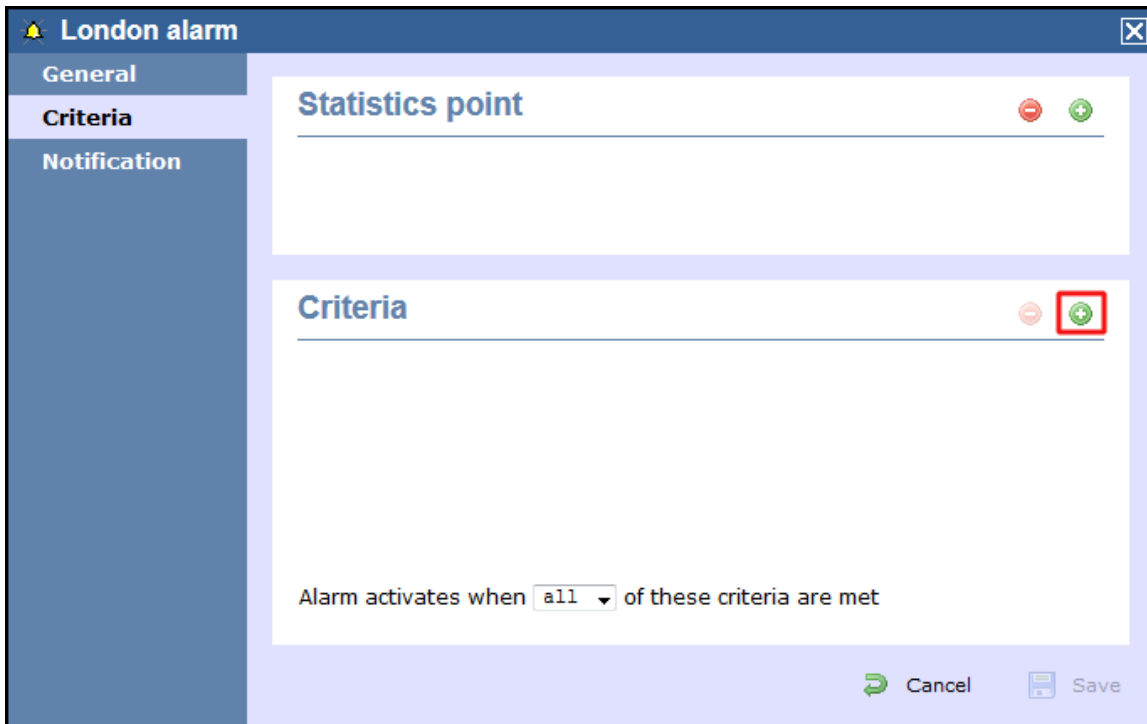 London alarm
General
Criteria
Notification
Statistics point
Criteria
Alarm activates when all of these criteria are met
Cancel
Save